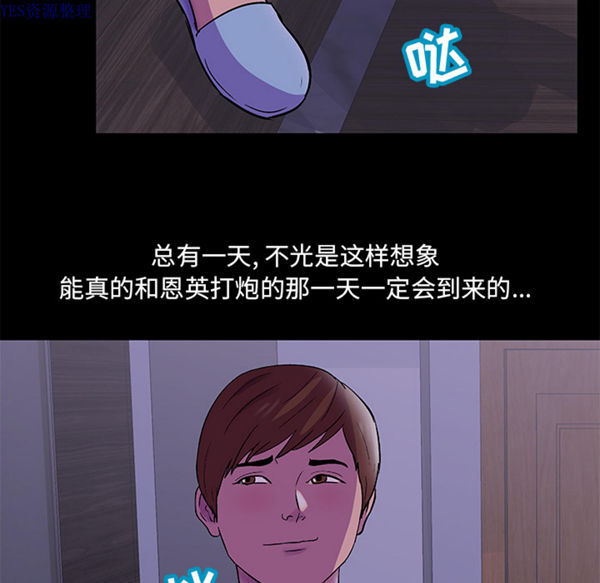 YES资源整理
哒
总有一天, 不光是这样想象
能真的和恩英打炮的那一天一定会到来的...